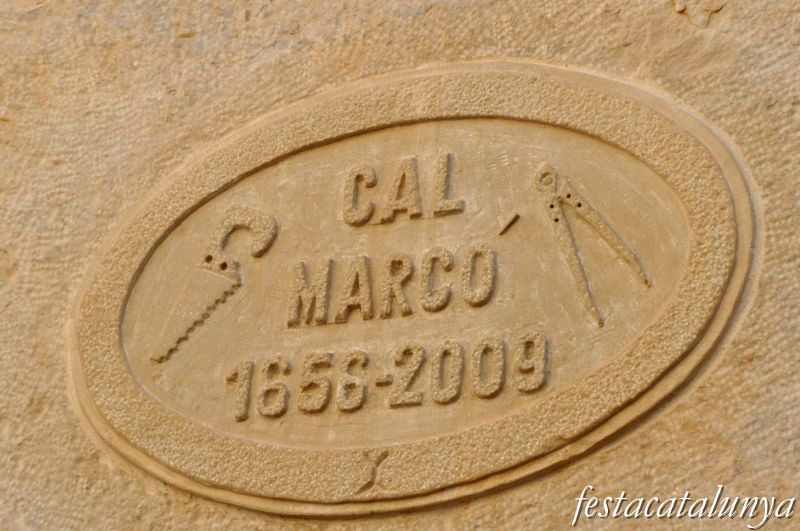 CAL
MARCÓ
1656-2009
Y
festacatalunya